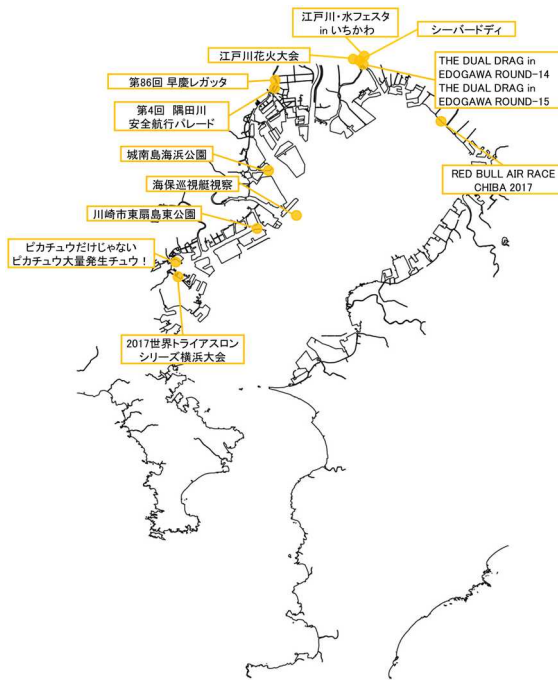 江戸川・水フェスタ
in いちかわ
シーバードデイ
江戸川花火大会
THE DUAL DRAG in
EDOGAWA ROUND-14
THE DUAL DRAG in
EDOGAWA ROUND-15
第86回 早慶レガッタ
第4回 隅田川
安全航行パレード
城南島海浜公園
RED BULL AIR RACE
CHIBA 2017
海保巡視艇視察
川崎市東扇島東公園
ピカチュウだけじゃない
ピカチュウ大量発生チュウ！
2017世界トライアスロン
シリーズ横浜大会